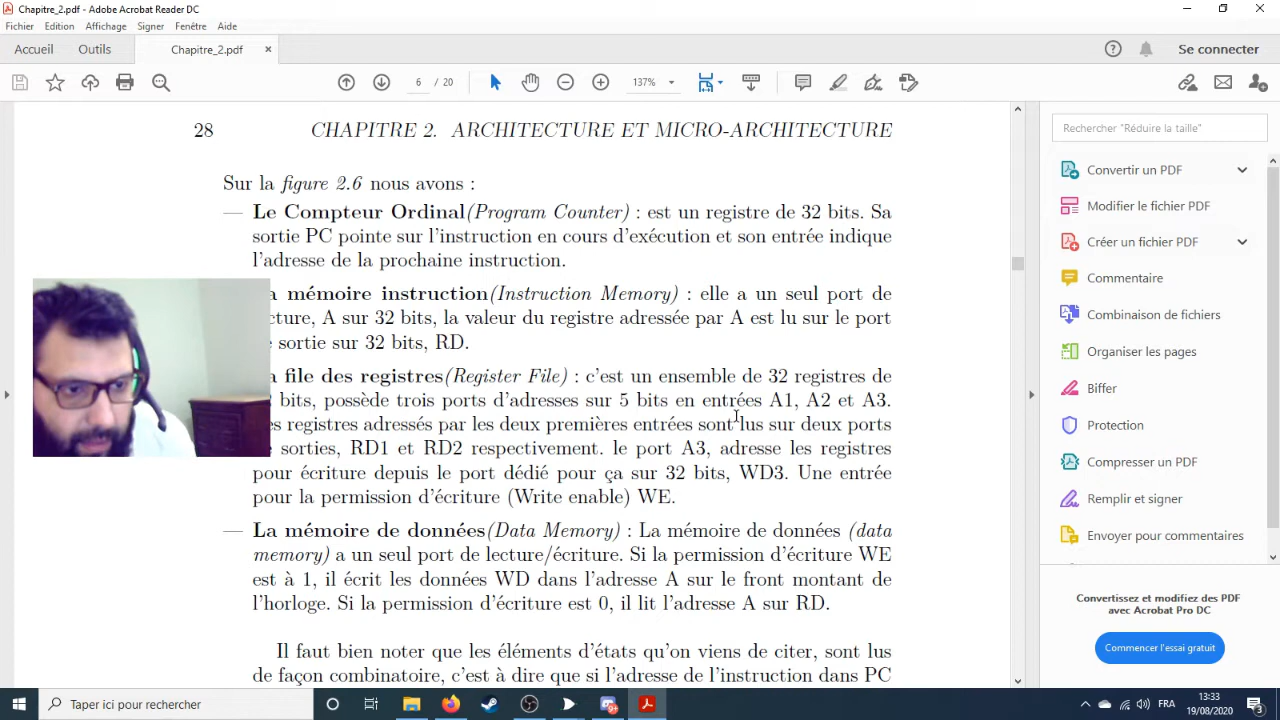 Chapitre_2.pdf - Adobe Acrobat Reader DC
Fichier Edition Affichage Signer Fenêtre Aide
Accueil Outils Chapitre_2.pdf × Se connecter
6 / 20 137%
28 CHAPITRE 2. ARCHITECTURE ET MICRO-ARCHITECTURE
Sur la figure 2.6 nous avons :
— Le Compteur Ordinal(Program Counter) : est un registre de 32 bits. Sa
sortie PC pointe sur l'instruction en cours d'exécution et son entrée indique
l'adresse de la prochaine instruction.
mémoire instruction(Instruction Memory) : elle a un seul port de
A sur 32 bits, la valeur du registre adressée par A est lu sur le port
sortie sur 32 bits, RD.
file des registres(Register File) : c'est un ensemble de 32 registres de
bits, possède trois ports d'adresses sur 5 bits en entrées A1, A2 et A3.
registres adressés par les deux premières entrées sont lus sur deux ports
sorties, RD1 et RD2 respectivement. le port A3, adresse les registres
pour écriture depuis le port dédié pour ça sur 32 bits, WD3. Une entrée
pour la permission d'écriture (Write enable) WE.
— La mémoire de données(Data Memory) : La mémoire de données (data
memory) a un seul port de lecture/écriture. Si la permission d'écriture WE
est à 1, il écrit les données WD dans l'adresse A sur le front montant de
l'horloge. Si la permission d'écriture est 0, il lit l'adresse A sur RD.
Il faut bien noter que les éléments d'états qu'on viens de citer, sont lus
de façon combinatoire, c'est à dire que si l'adresse de l'instruction dans PC
Rechercher "Réduire la taille"
Convertir un PDF
Modifier le fichier PDF
Créer un fichier PDF
Commentaire
Combinaison de fichiers
Organiser les pages
Biffer
Protection
Compresser un PDF
Remplir et signer
Envoyer pour commentaires
Convertissez et modifiez des PDF
avec Acrobat Pro DC
Commencer l'essai gratuit
Taper ici pour rechercher
FRA
13:33
19/08/2020
3